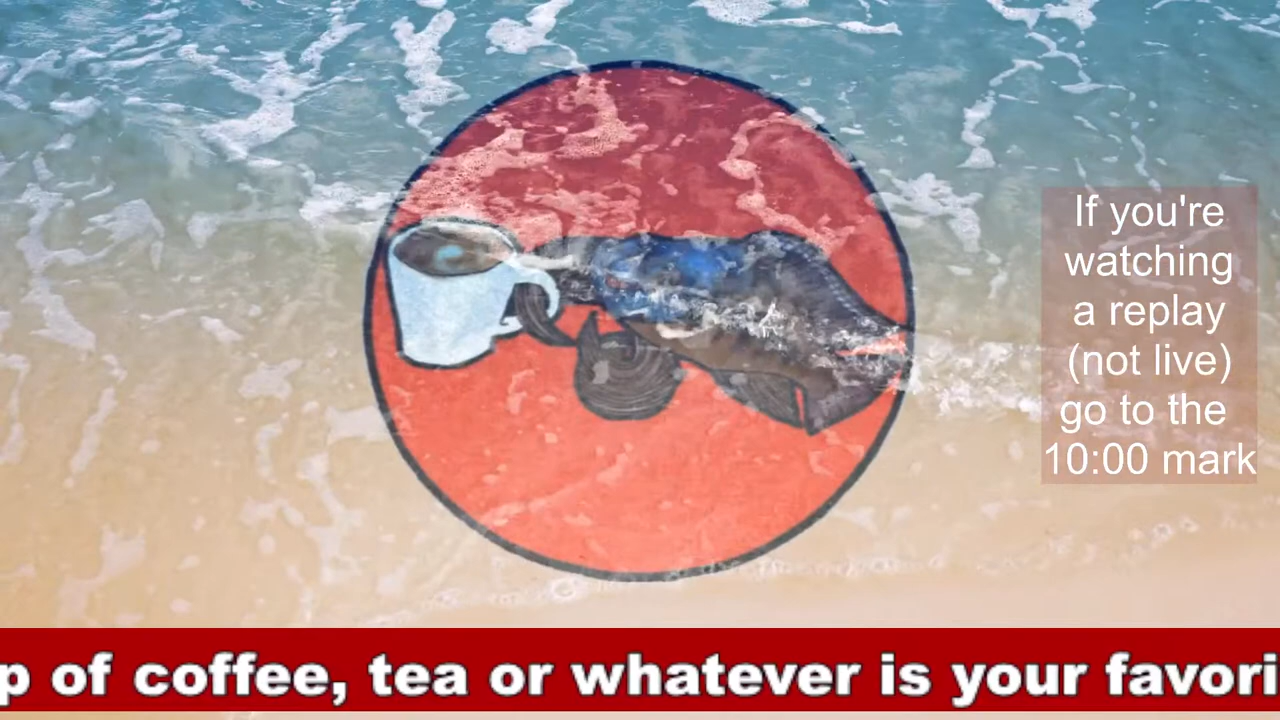 If you're
watching
a replay
(not live)
go to the
10:00 mark
p of coffee, tea or whatever is your favori